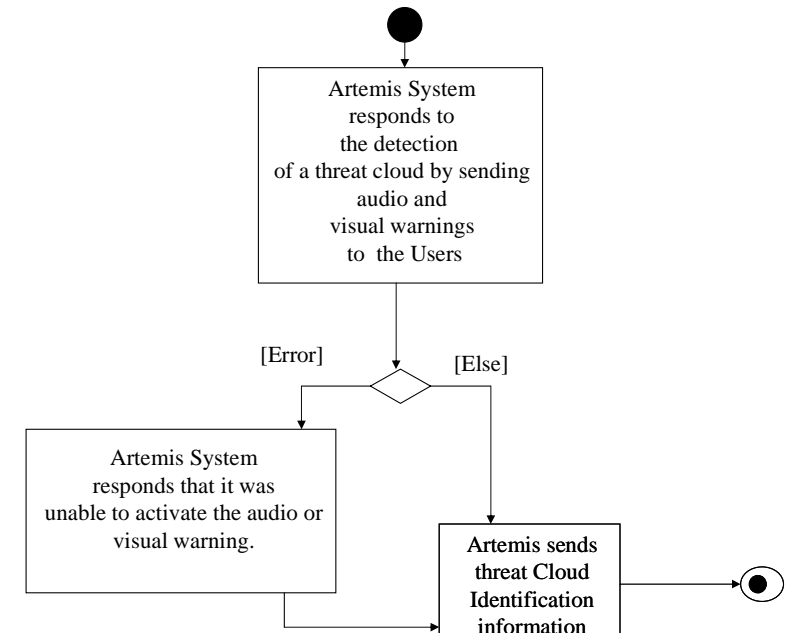 Artemis System
responds to
the detection
of a threat cloud by sending
audio and
visual warnings
to the Users
[Error]
[Else]
Artemis System
responds that it was
unable to activate the audio or
visual warning.
Artemis sends
threat Cloud
Identification
information